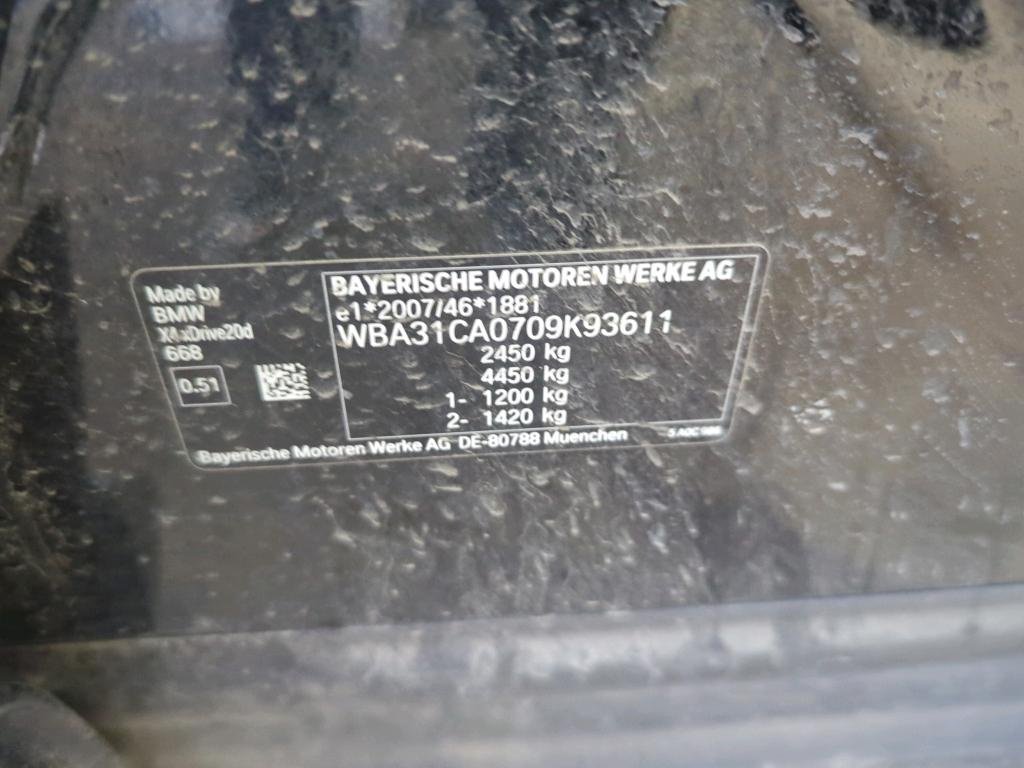 Made by
BMW
X4 xDrive20d
668
0.51
BAYERISCHE MOTOREN WERKE AG
e1*2007/46*1881
WBA31CA0709K93611
2450 kg
4450 kg
1- 1200 kg
2- 1420 kg
Bayerische Motoren Werke AG DE-80788 Muenchen